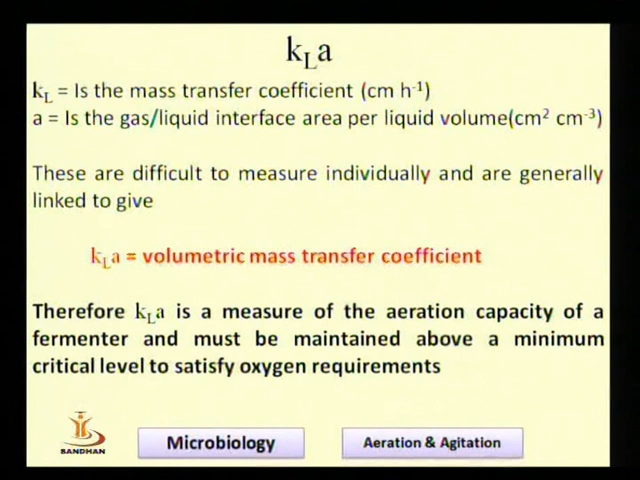 kLa
kL = Is the mass transfer coefficient (cm h-1)
a = Is the gas/liquid interface area per liquid volume(cm2 cm-3)
These are difficult to measure individually and are generally
linked to give
kLa = volumetric mass transfer coefficient
Therefore kLa is a measure of the aeration capacity of a
fermenter and must be maintained above a minimum
critical level to satisfy oxygen requirements
SANDHAN
Microbiology
Aeration & Agitation